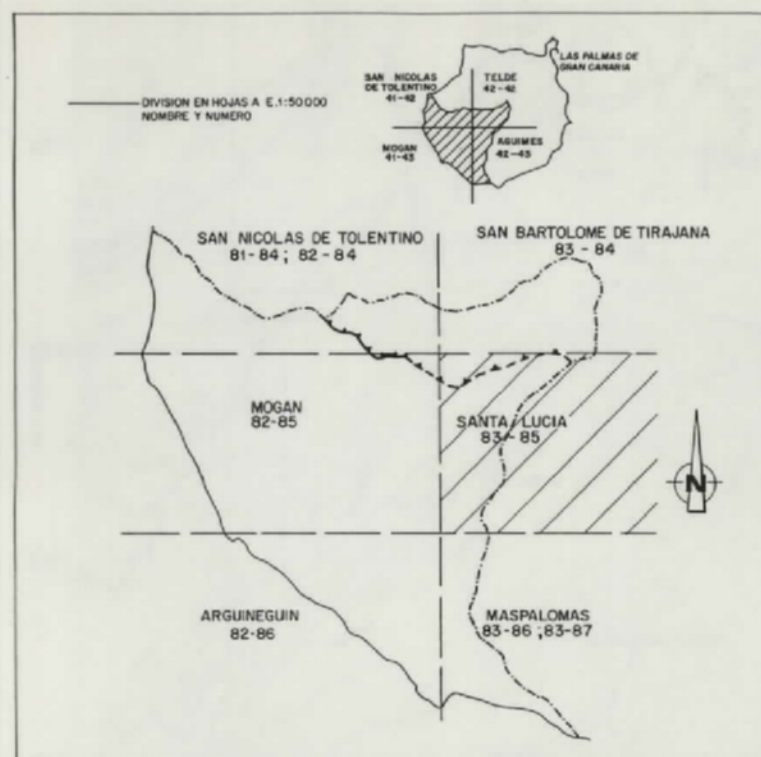 LAS PALMAS DE
GRAN CANARIA
SAN NICOLAS
DE TOLENTINO
41-42
TELDE
42-42
DIVISION EN HOJAS A E.1:50000
NOMBRE Y NUMERO
MOGAN
41-43
AGUIMES
42-43
SAN NICOLAS DE TOLENTINO
81-84 ; 82-84
SAN BARTOLOME DE TIRAJANA
83-84
MOGAN
82-85
SANTA LUCIA
83-85
N
ARGUINEGUIN
82-86
MASPALOMAS
83-86 ; 83-87